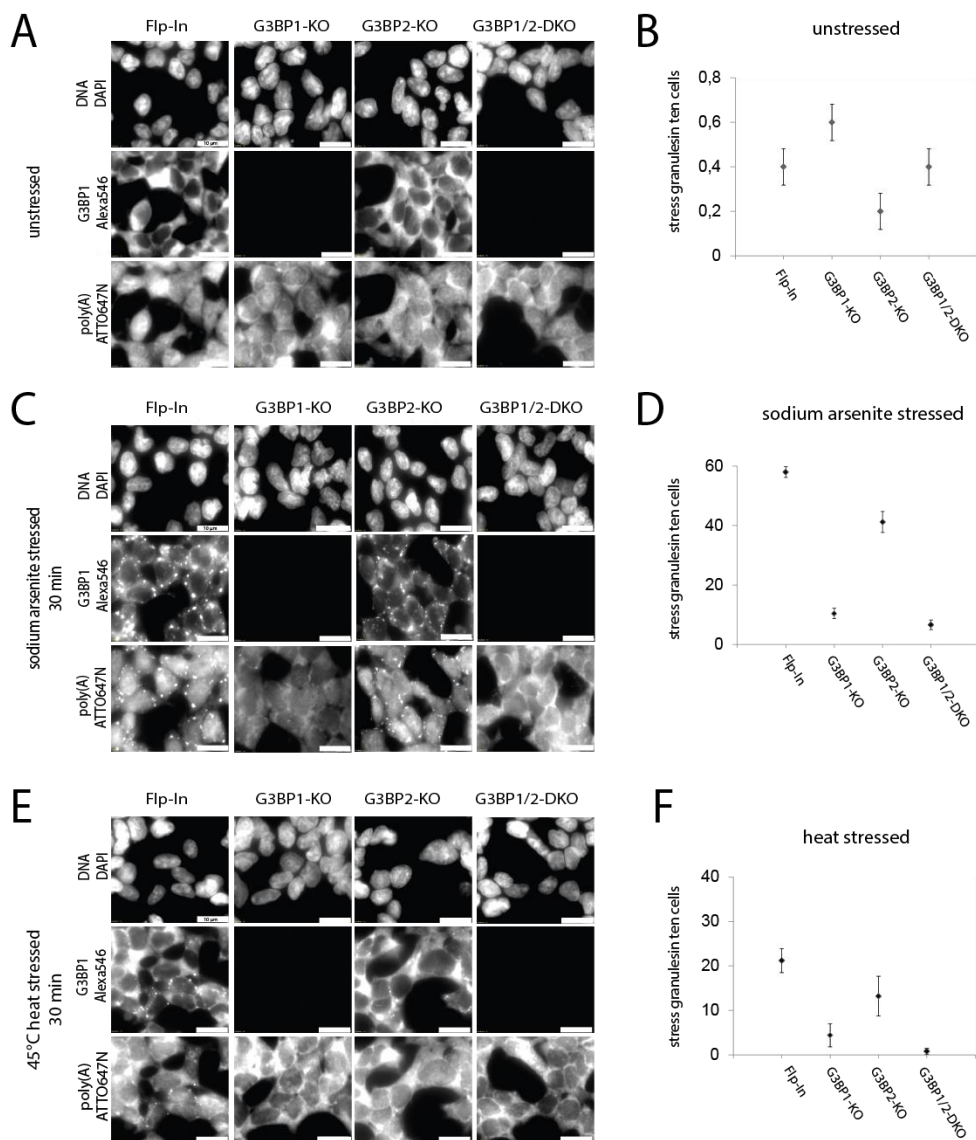 A
Flp-In G3BP1-KO G3BP2-KO G3BP1/2-DKO
unstressed
DNA
DAPI
10 µm
G3BP1
Alexa546
poly(A)
ATTO647N
B
unstressed
stress granulesin ten cells
0,8
0,6
0,4
0,2
0
Flp-In
G3BP1-KO
G3BP2-KO
G3BP1/2-DKO
C
Flp-In G3BP1-KO G3BP2-KO G3BP1/2-DKO
sodium arsenite stressed
30 min
DNA
DAPI
10 µm
G3BP1
Alexa546
poly(A)
ATTO647N
D
sodium arsenite stressed
stress granulesin ten cells
60
40
20
0
Flp-In
G3BP1-KO
G3BP2-KO
G3BP1/2-DKO
E
Flp-In G3BP1-KO G3BP2-KO G3BP1/2-DKO
45°C heat stressed
30 min
DNA
DAPI
10 µm
G3BP1
Alexa546
poly(A)
ATTO647N
F
heat stressed
stress granulesin ten cells
40
30
20
10
0
Flp-In
G3BP1-KO
G3BP2-KO
G3BP1/2-DKO